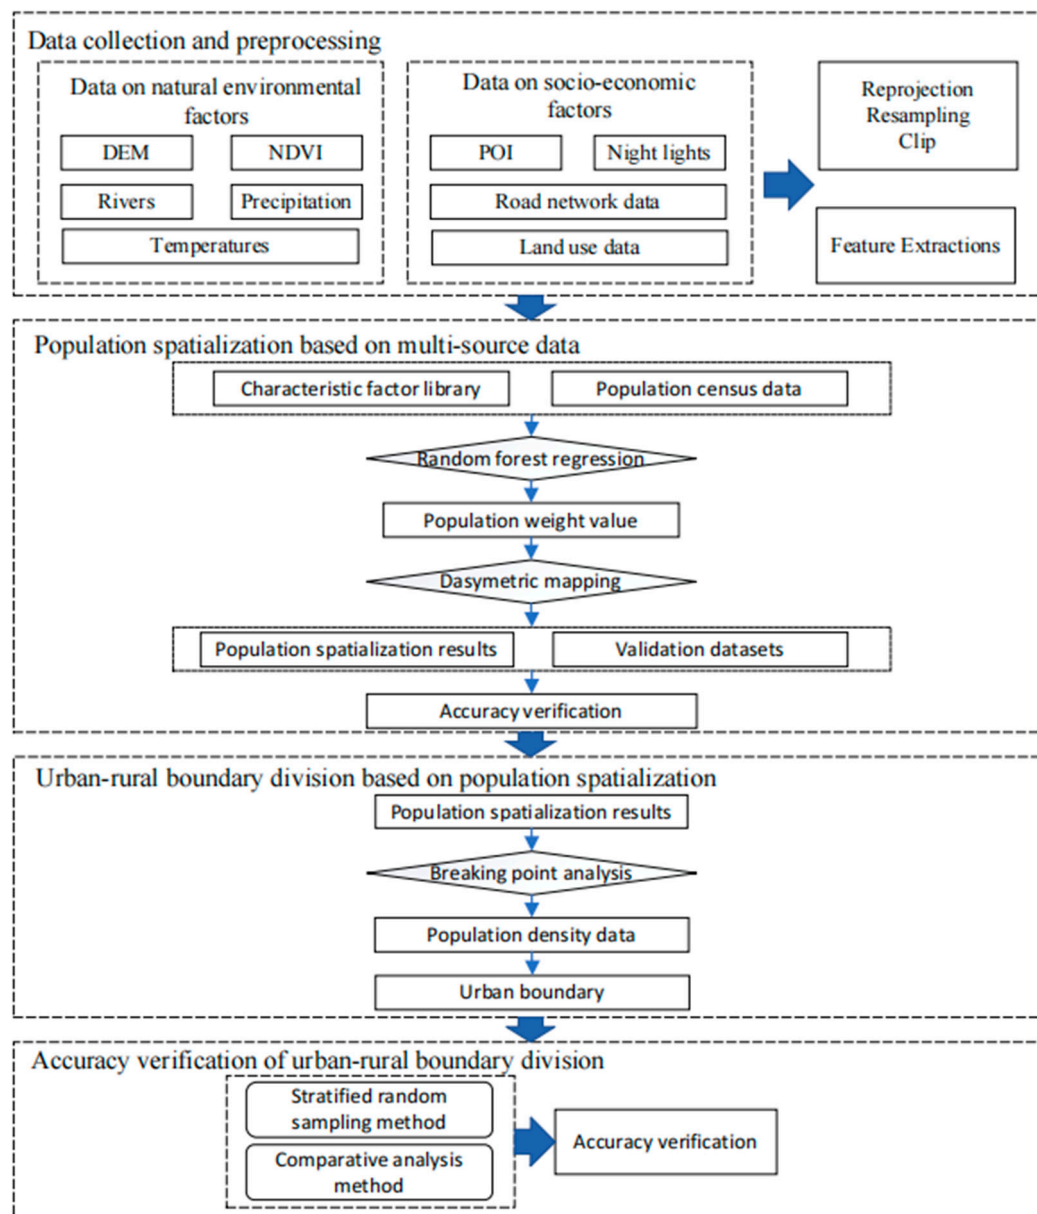 Data collection and preprocessing
Data on natural environmental
factors
DEM
NDVI
Rivers
Precipitation
Temperatures
Data on socio-economic
factors
POI
Night lights
Road network data
Land use data
Reprojection
Resampling
Clip
Feature Extractions
Population spatialization based on multi-source data
Characteristic factor library
Population census data
Random forest regression
Population weight value
Dasymetric mapping
Population spatialization results
Validation datasets
Accuracy verification
Urban-rural boundary division based on population spatialization
Population spatialization results
Breaking point analysis
Population density data
Urban boundary
Accuracy verification of urban-rural boundary division
Stratified random
sampling method
Comparative analysis
method
Accuracy verification